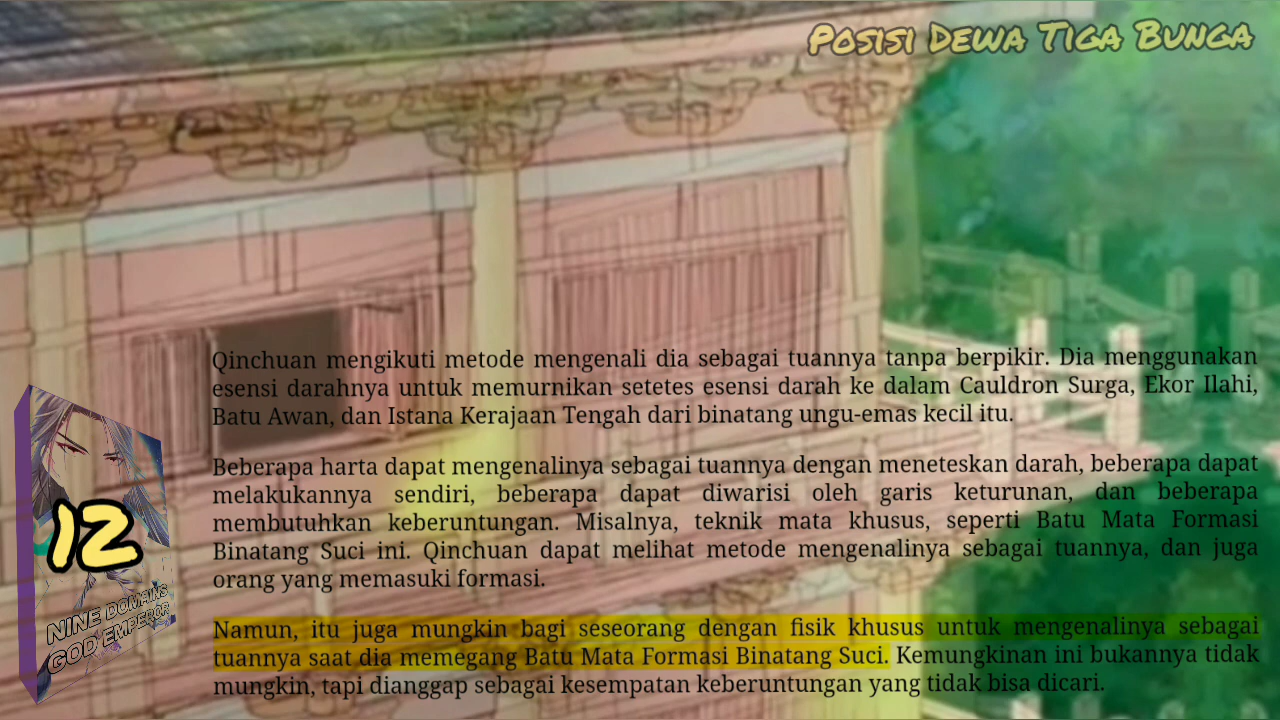 Posisi Dewa Tiga Bunga
Qinchuan mengikuti metode mengenali dia sebagai tuannya tanpa berpikir. Dia menggunakan
esensi darahnya untuk memurnikan setetes esensi darah ke dalam Cauldron Surga, Ekor Ilahi,
Batu Awan, dan Istana Kerajaan Tengah dari binatang ungu-emas kecil itu.
Beberapa harta dapat mengenalinya sebagai tuannya dengan meneteskan darah, beberapa dapat
melakukannya sendiri, beberapa dapat diwarisi oleh garis keturunan, dan beberapa
membutuhkan keberuntungan. Misalnya, teknik mata khusus, seperti Batu Mata Formasi
Binatang Suci ini. Qinchuan dapat melihat metode mengenalinya sebagai tuannya, dan juga
orang yang memasuki formasi.
Namun, itu juga mungkin bagi seseorang dengan fisik khusus untuk mengenalinya sebagai
tuannya saat dia memegang Batu Mata Formasi Binatang Suci. Kemungkinan ini bukannya tidak
mungkin, tapi dianggap sebagai kesempatan keberuntungan yang tidak bisa dicari.
12
NINE DOMAINS
GOD EMPEROR